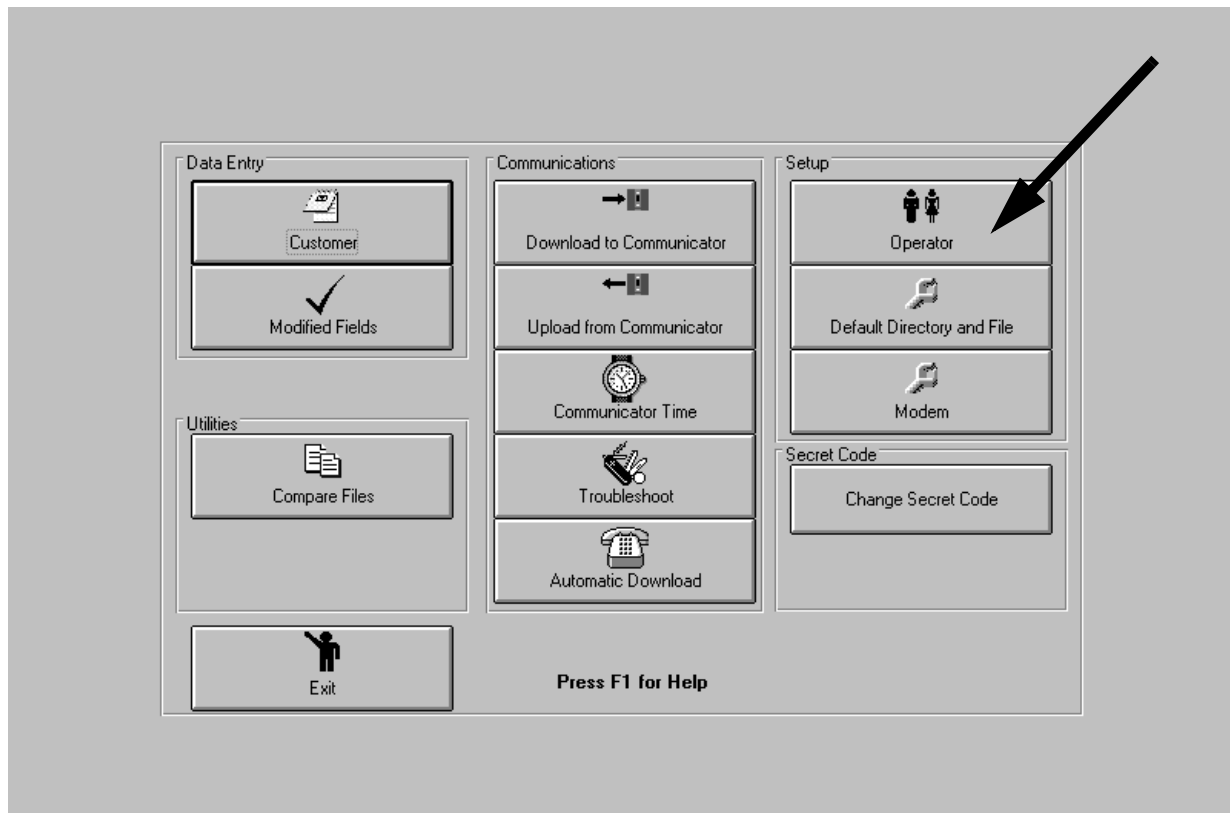 Data Entry
Customer
Modified Fields
Utilities
Compare Files
Exit
Communications
Download to Communicator
Upload from Communicator
Communicator Time
Troubleshoot
Automatic Download
Press F1 for Help
Setup
Operator
Default Directory and File
Modem
Secret Code
Change Secret Code